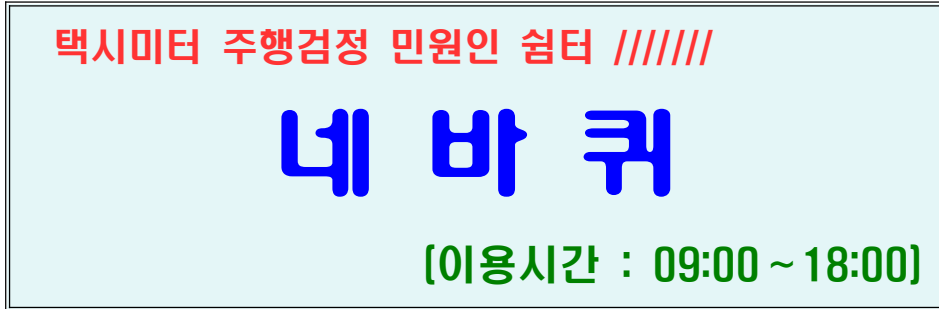 택시미터 주행검정 민원인 쉼터 ///////
네 바 퀴
[이용시간 : 09:00 ~ 18:00]